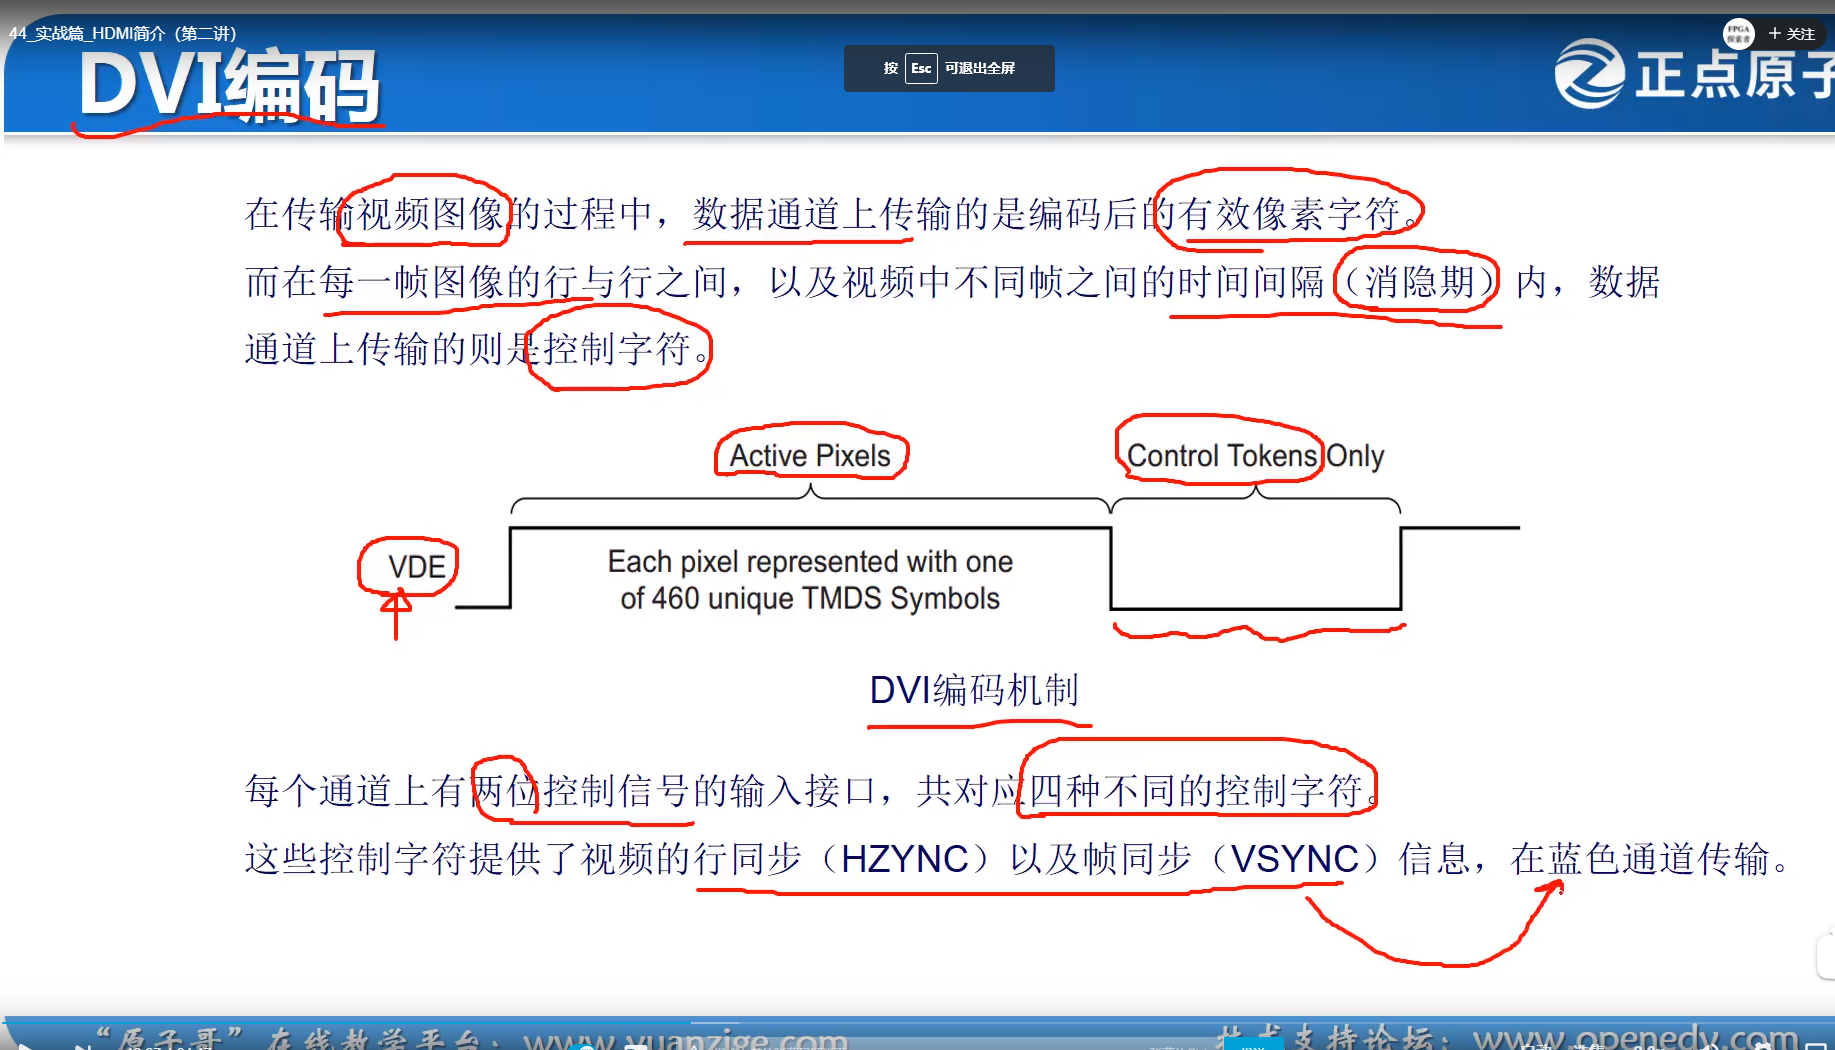 44_实战篇_HDMI简介（第二讲）
FPGA
探索者
+ 关注
按 Esc 可退出全屏
DVI编码
正点原子
在传输视频图像的过程中，数据通道上传输的是编码后的有效像素字符。
而在每一帧图像的行与行之间，以及视频中不同帧之间的时间间隔（消隐期）内，数据
通道上传输的则是控制字符。
Active Pixels
Control Tokens Only
VDE
Each pixel represented with one
of 460 unique TMDS Symbols
DVI编码机制
每个通道上有两位控制信号的输入接口，共对应四种不同的控制字符。
这些控制字符提供了视频的行同步（HZYNC）以及帧同步（VSYNC）信息，在蓝色通道传输。
“原子哥”在线教学平台：www.yuanzige.com
技术支持论坛：www.openedv.com